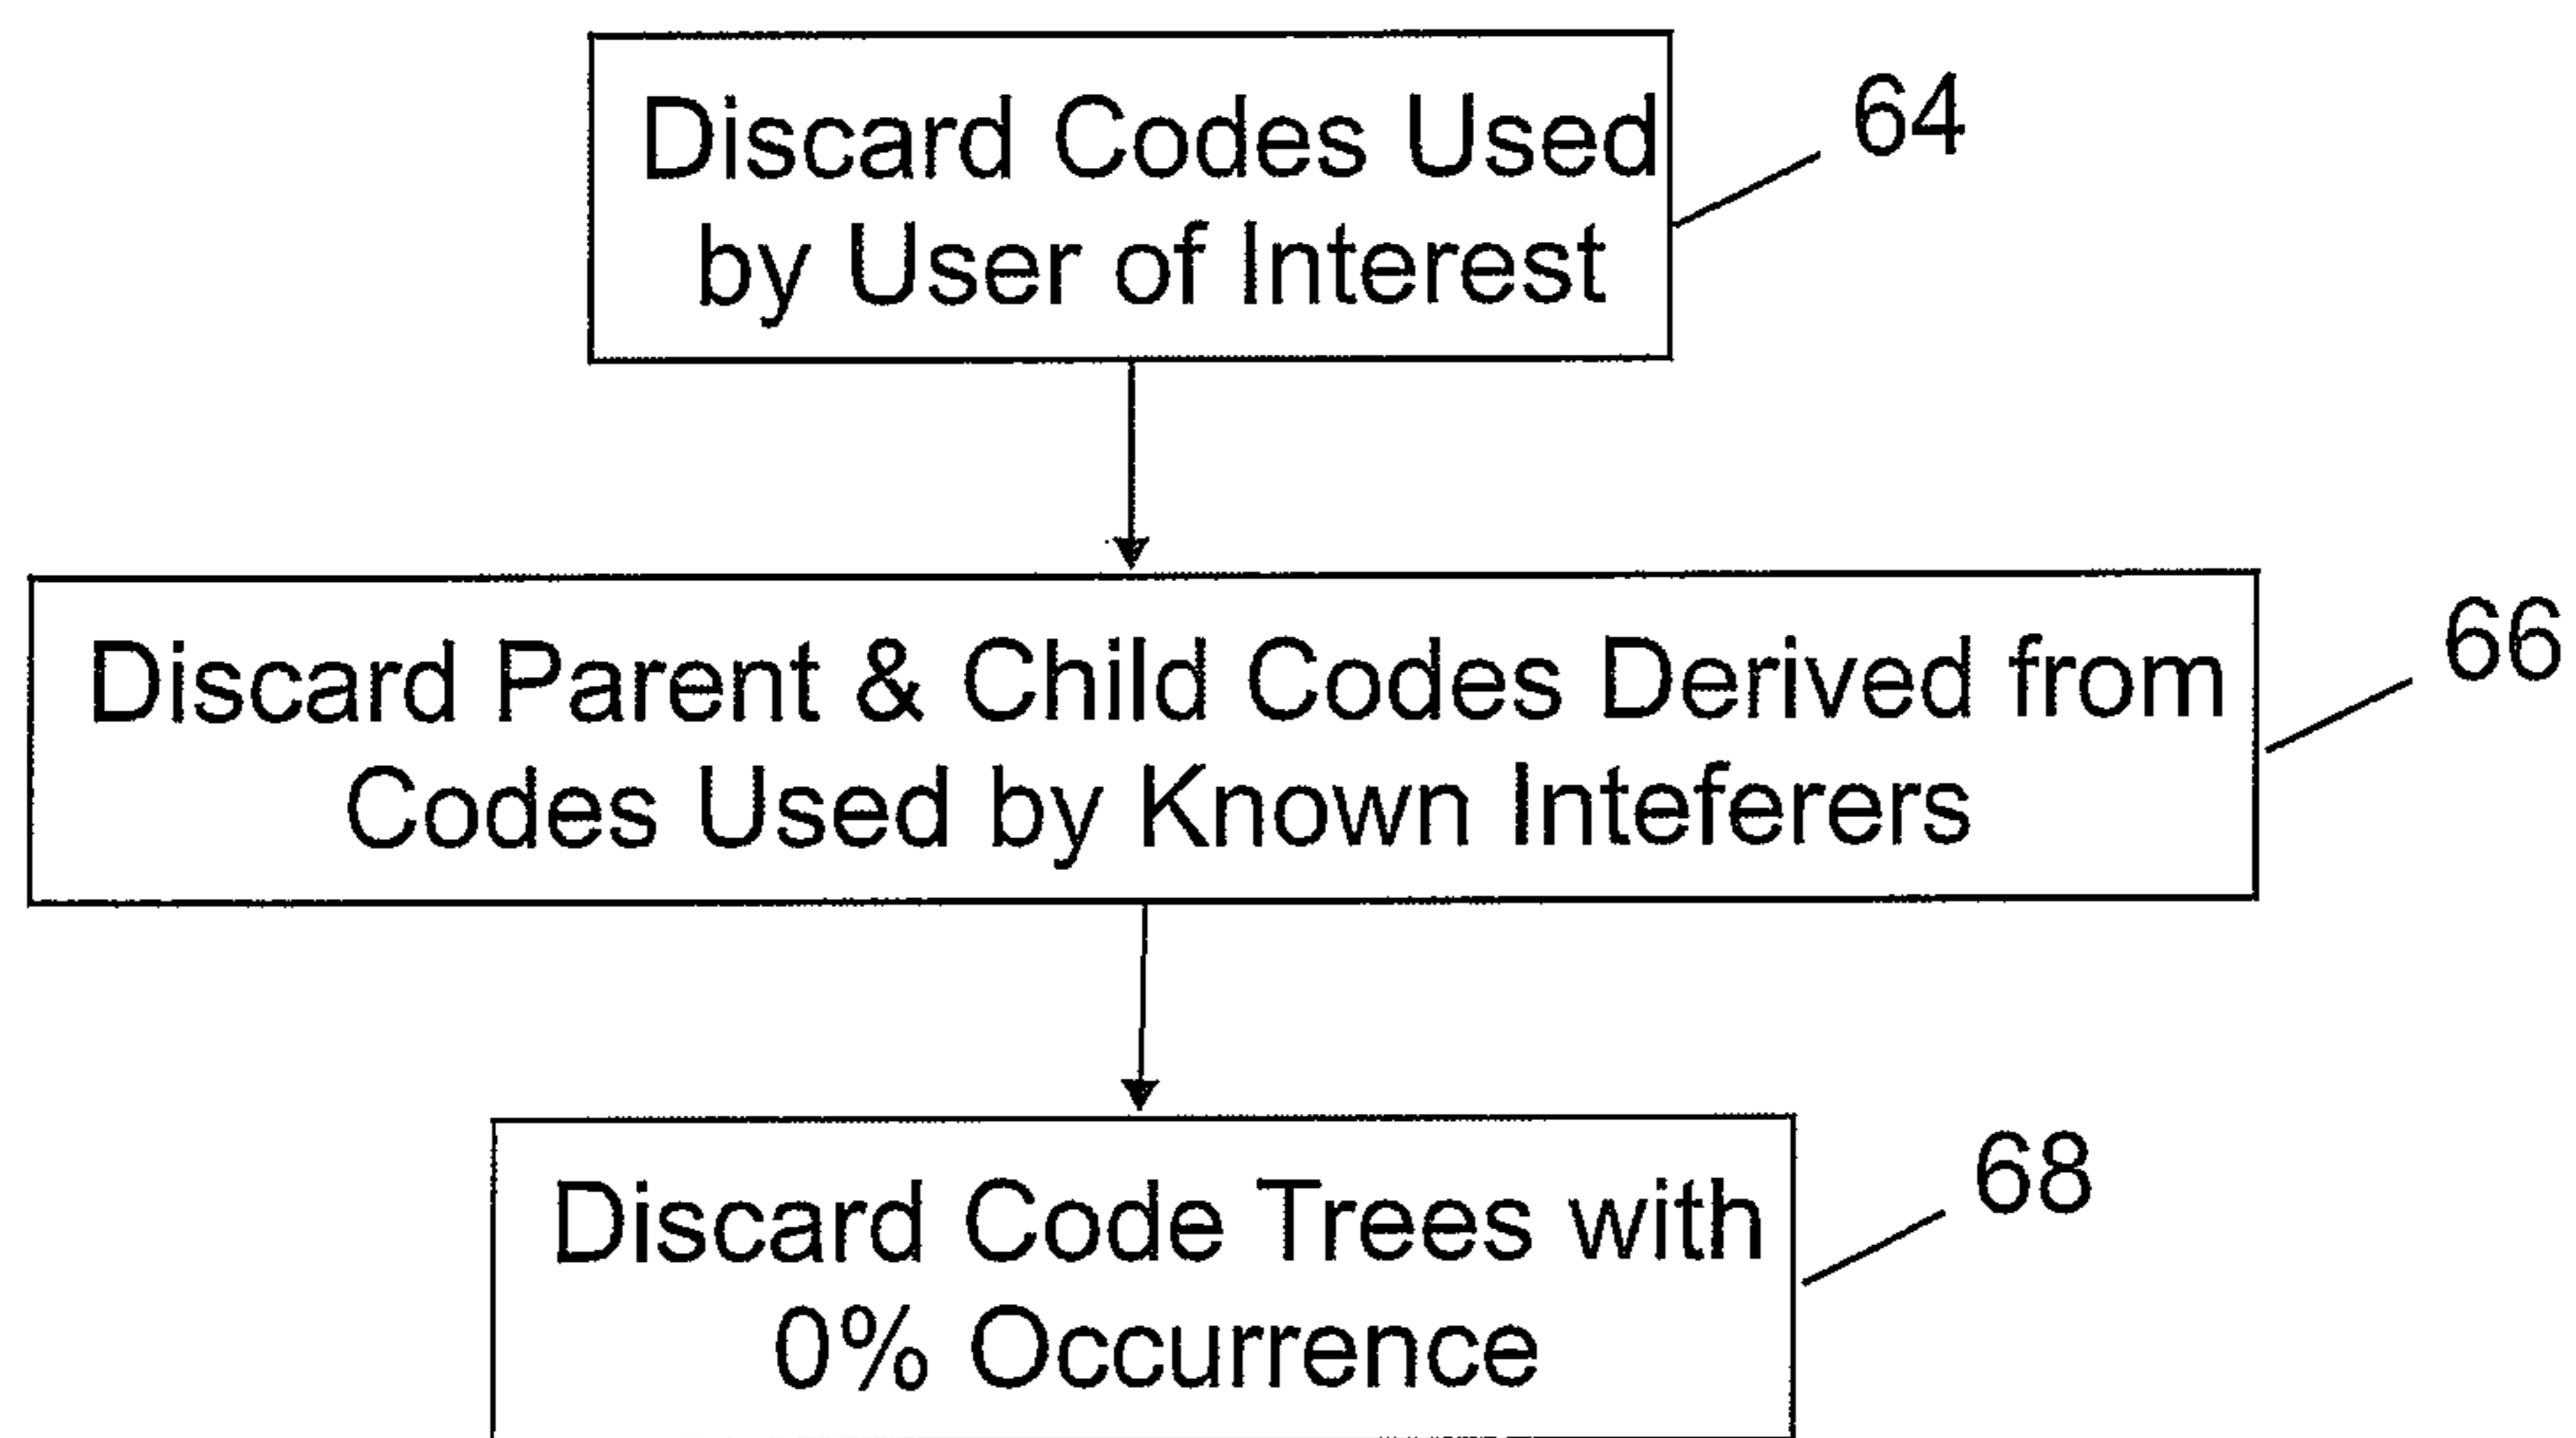 Discard Codes Used
by User of Interest
64
Discard Parent & Child Codes Derived from
Codes Used by Known Inteferers
66
Discard Code Trees with
0% Occurrence
68